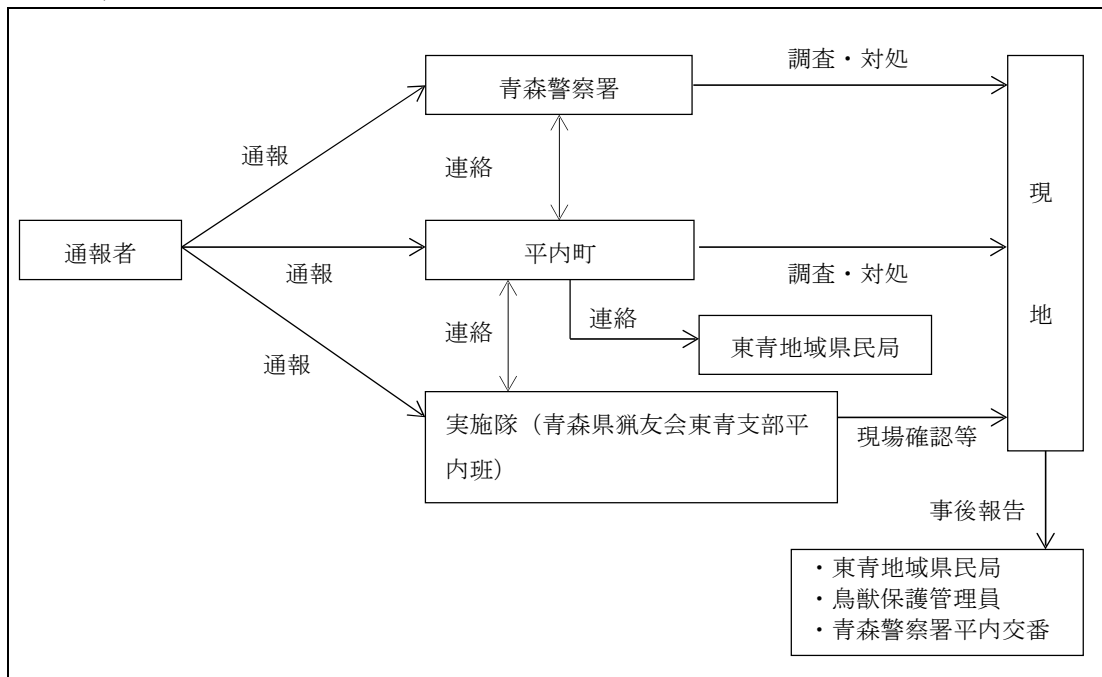 青森警察署
調査・対処
通報
連絡
現
地
通報者
平内町
通報
調査・対処
連絡
連絡
東青地域県民局
通報
実施隊（青森県猟友会東青支部平
内班）
現場確認等
事後報告
・東青地域県民局
・鳥獣保護管理員
・青森警察署平内交番